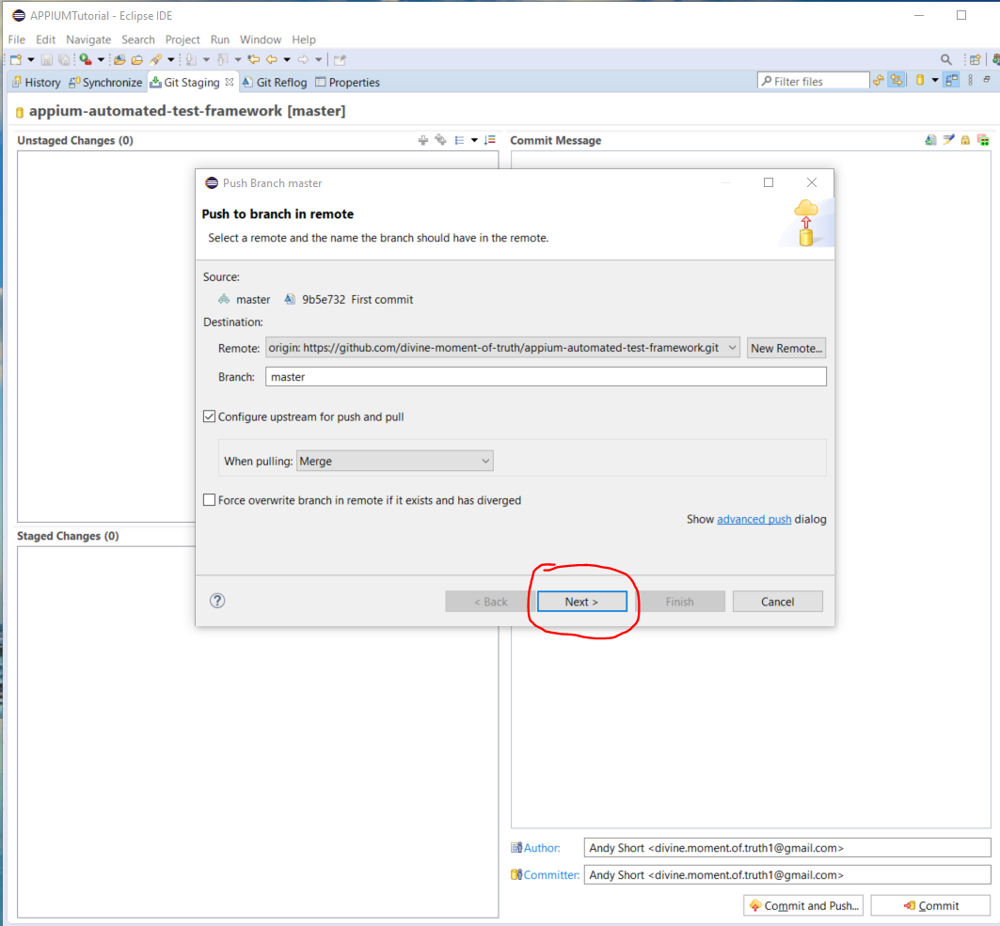 APPIUMTutorial - Eclipse IDE
File Edit Navigate Search Project Run Window Help
History Synchronize Git Staging Git Reflog Properties Filter files
appium-automated-test-framework [master]
Unstaged Changes (0) Commit Message
Push Branch master
Push to branch in remote
Select a remote and the name the branch should have in the remote.
Source:
master 9b5e732 First commit
Destination:
Remote: origin: https://github.com/divine-moment-of-truth/appium-automated-test-framework.git New Remote...
Branch: master
Configure upstream for push and pull
When pulling: Merge
Force overwrite branch in remote if it exists and has diverged
Show advanced push dialog
Staged Changes (0)
? < Back Next > Finish Cancel
Author: Andy Short <divine.moment.of.truth1@gmail.com>
Committer: Andy Short <divine.moment.of.truth1@gmail.com>
Commit and Push... Commit